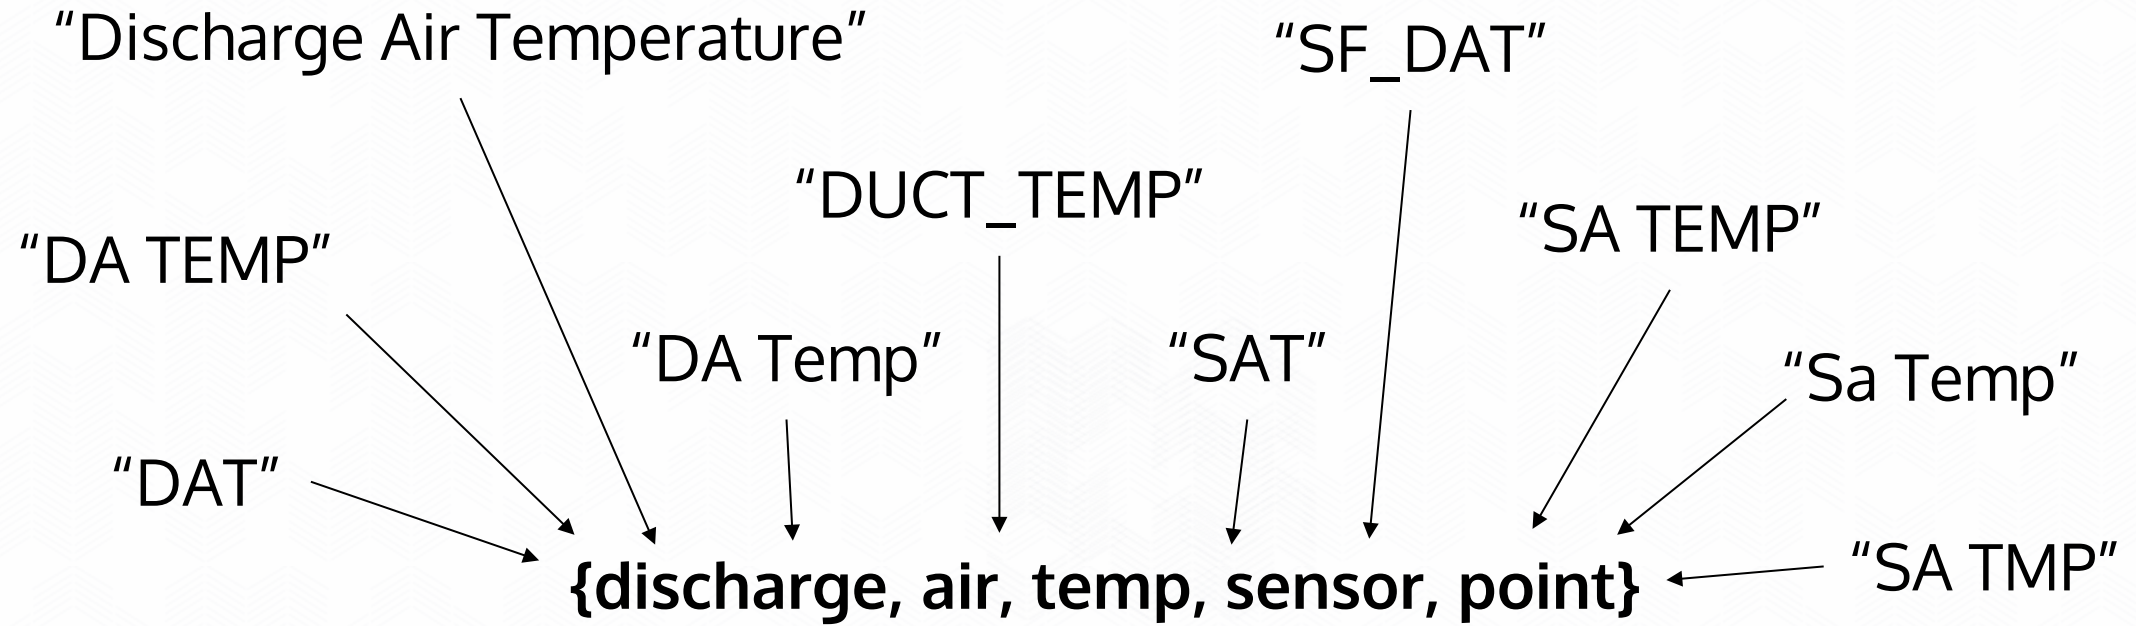 “Discharge Air Temperature”
“SF_DAT”
“DUCT_TEMP”
“SA TEMP”
“DA TEMP”
“DA Temp”
“SAT”
“Sa Temp”
“DAT”
“SA TMP”
{discharge, air, temp, sensor, point}